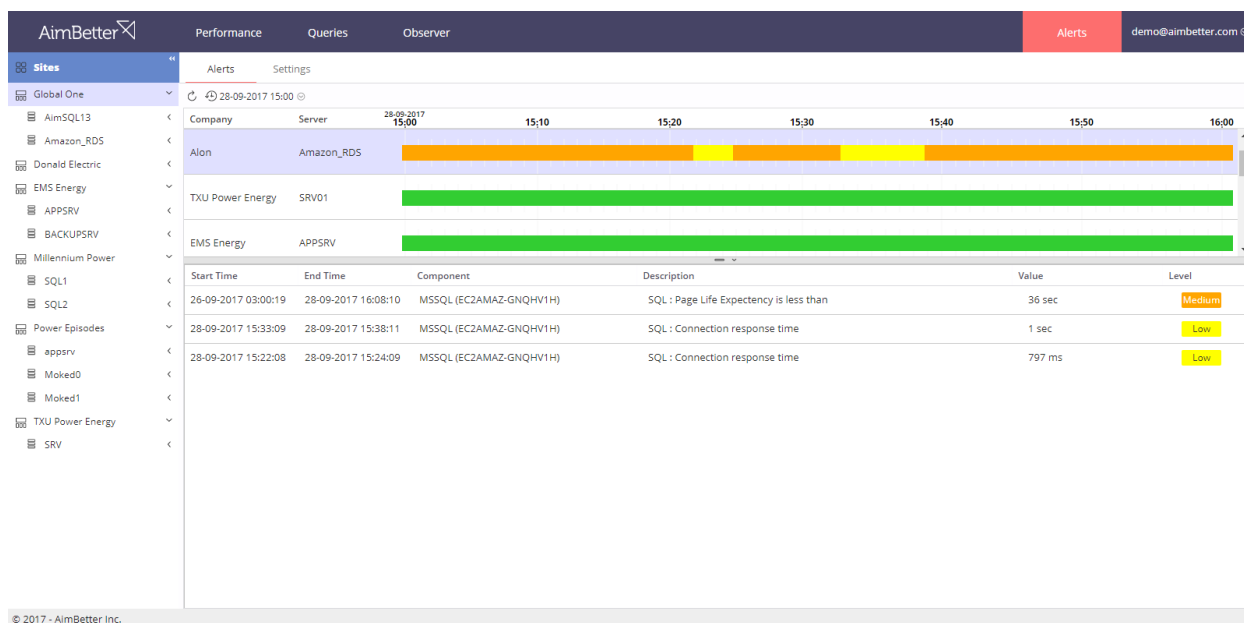 AimBetter Performance Queries Observer Alerts demo@aimbetter.com
Sites
Global One
AimSQL13
Amazon_RDS
Donald Electric
EMS Energy
APPSRV
BACKUPSRV
Millennium Power
SQL1
SQL2
Power Episodes
appsrv
Moked0
Moked1
TXU Power Energy
SRV
Alerts Settings
28-09-2017 15:00
28-09-2017
Company Server 15:00 15:10 15:20 15:30 15:40 15:50 16:00
Alon Amazon_RDS
TXU Power Energy SRV01
EMS Energy APPSRV
Start Time End Time Component Description Value Level
26-09-2017 03:00:19 28-09-2017 16:08:10 MSSQL (EC2AMAZ-GNQHV1H) SQL : Page Life Expectency is less than 36 sec Medium
28-09-2017 15:33:09 28-09-2017 15:38:11 MSSQL (EC2AMAZ-GNQHV1H) SQL : Connection response time 1 sec Low
28-09-2017 15:22:08 28-09-2017 15:24:09 MSSQL (EC2AMAZ-GNQHV1H) SQL : Connection response time 797 ms Low
© 2017 - AimBetter Inc.